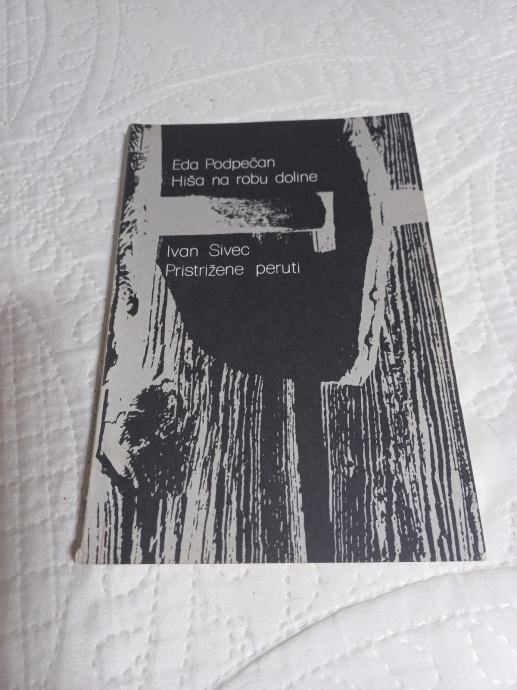 Eda Podpečan
Hiša na robu doline
Ivan Sivec
Pristrižene peruti